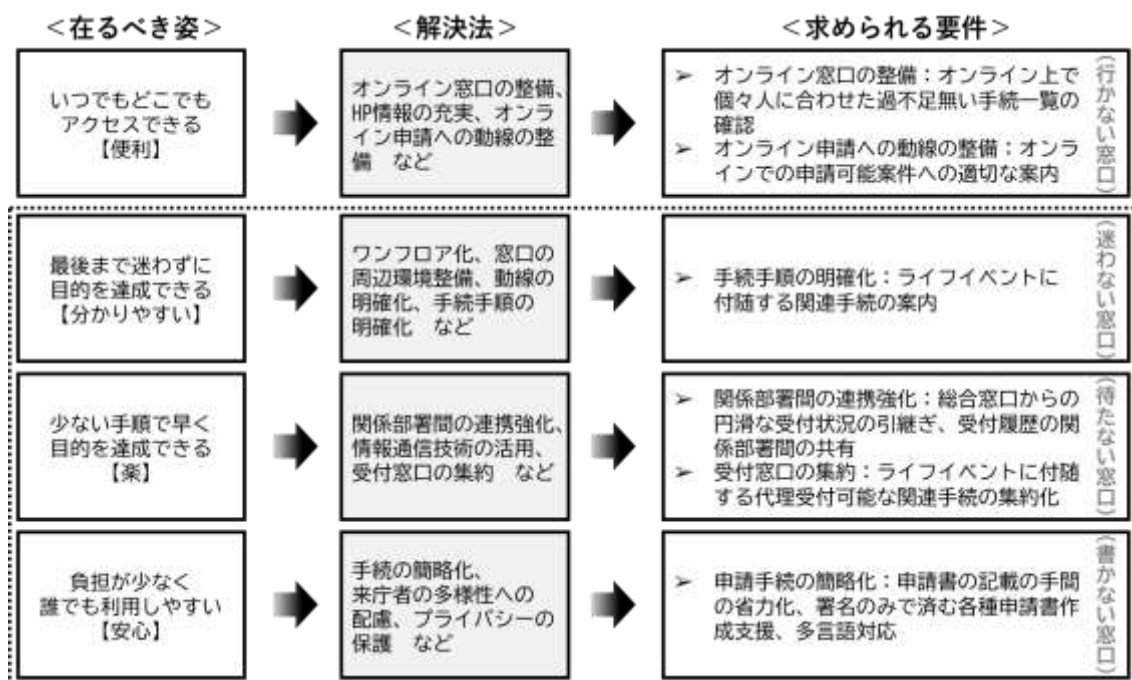 ＜在るべき姿＞
＜解決法＞
＜求められる要件＞
いつでもどこでも
アクセスできる
【便利】
オンライン窓口の整備、
HP情報の充実、オンラ
イン申請への動線の整
備　など
➢ オンライン窓口の整備：オンライン上で
個々人に合わせた過不足無い手続一覧の
確認
➢ オンライン申請への動線の整備：オンラ
インでの申請可能案件への適切な案内
（行かない窓口）
最後まで迷わずに
目的を達成できる
【分かりやすい】
ワンフロア化、窓口の
周辺環境整備、動線の
明確化、手続手順の
明確化　など
➢ 手続手順の明確化：ライフイベントに
付随する関連手続の案内
（迷わない窓口）
少ない手順で早く
目的を達成できる
【楽】
関係部署間の連携強化、
情報通信技術の活用、
受付窓口の集約　など
➢ 関係部署間の連携強化：総合窓口からの
円滑な受付状況の引継ぎ、受付履歴の関
係部署間の共有
➢ 受付窓口の集約：ライフイベントに付随
する代理受付可能な関連手続の集約化
（待たない窓口）
負担が少なく
誰でも利用しやすい
【安心】
手続の簡略化、
来庁者の多様性への
配慮、プライバシーの
保護　など
➢ 申請手続の簡略化：申請書の記載の手間
の省力化、署名のみで済む各種申請書作
成支援、多言語対応
（書かない窓口）